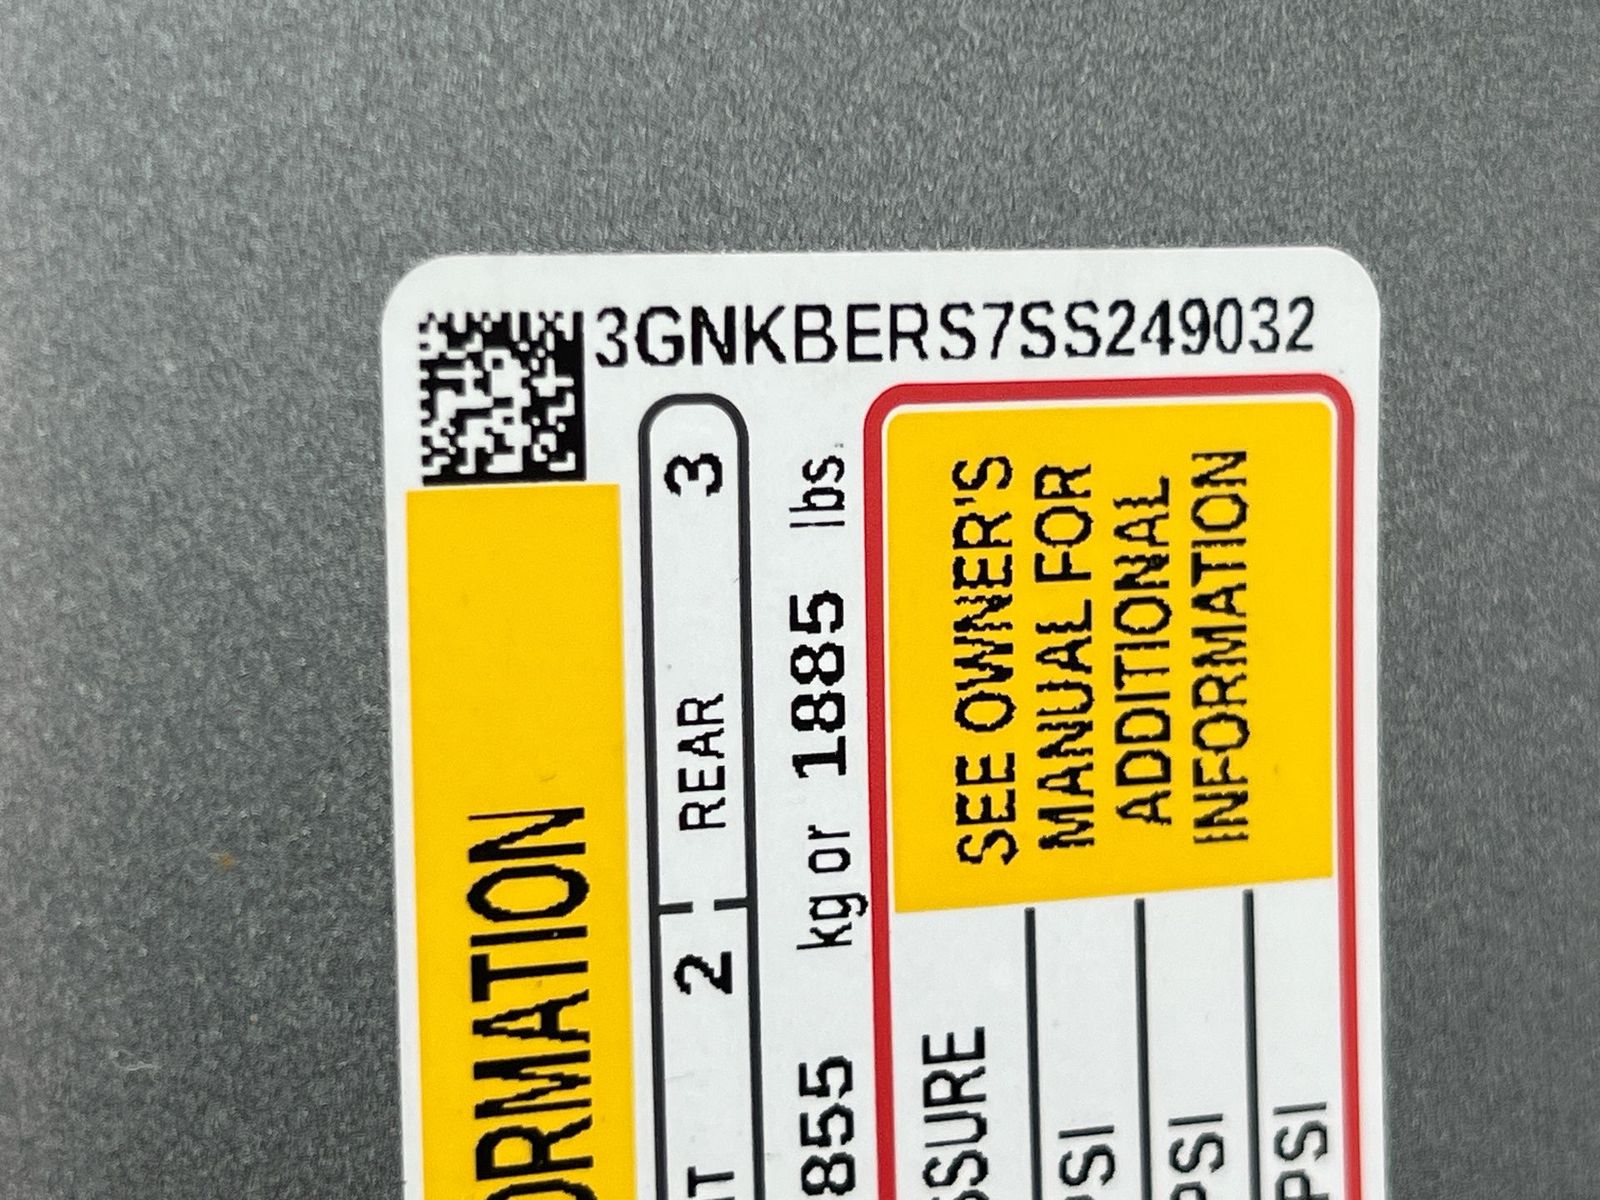 3GNKBERS7SS249032
ORMATION
NT 2 REAR 3
855 kg or 1885 lbs.
SSURE
PSI
PSI
PSI
SEE OWNER'S
MANUAL FOR
ADDITIONAL
INFORMATION